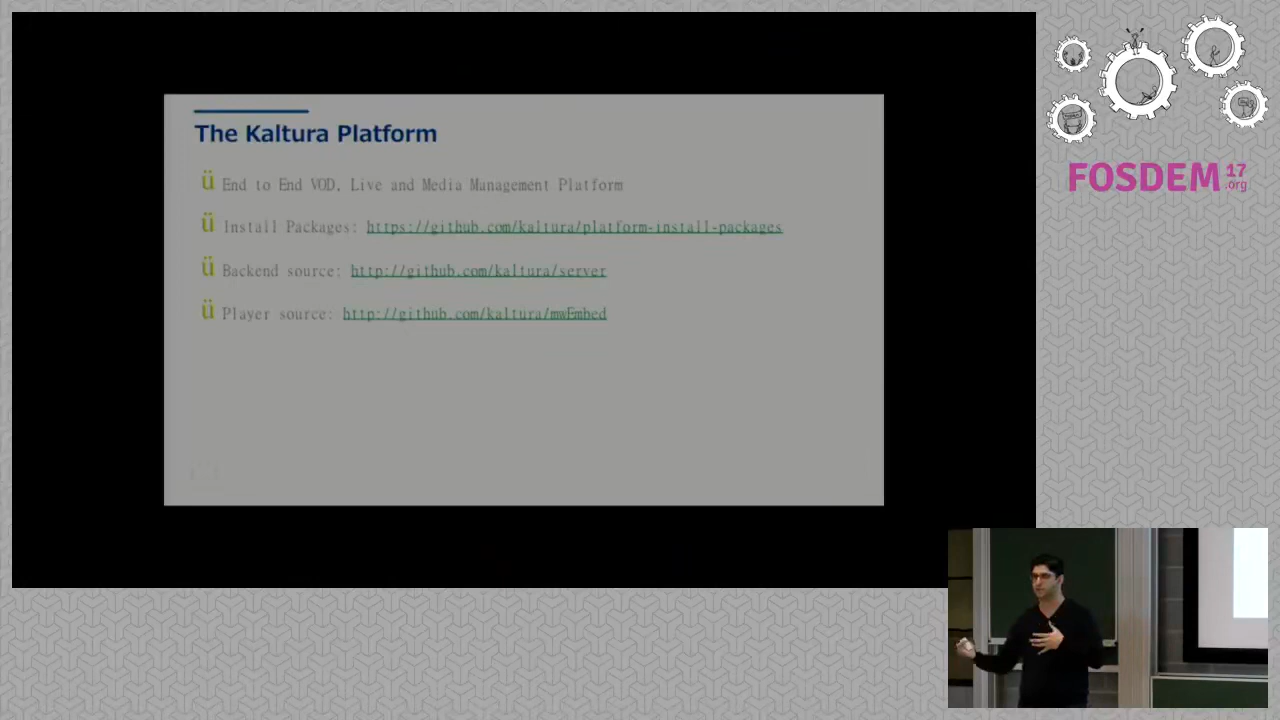 The Kaltura Platform
ü End to End VOD, Live and Media Management Platform
ü Install Packages: https://github.com/kaltura/platform-install-packages
ü Backend source: http://github.com/kaltura/server
ü Player source: http://github.com/kaltura/mwEmbed
FOSDEM 17
.org